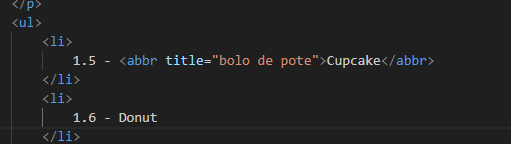 </p>
<ul>
<li>
1.5 - <abbr title="bolo de pote">Cupcake</abbr>
</li>
<li>
1.6 - Donut
</li>